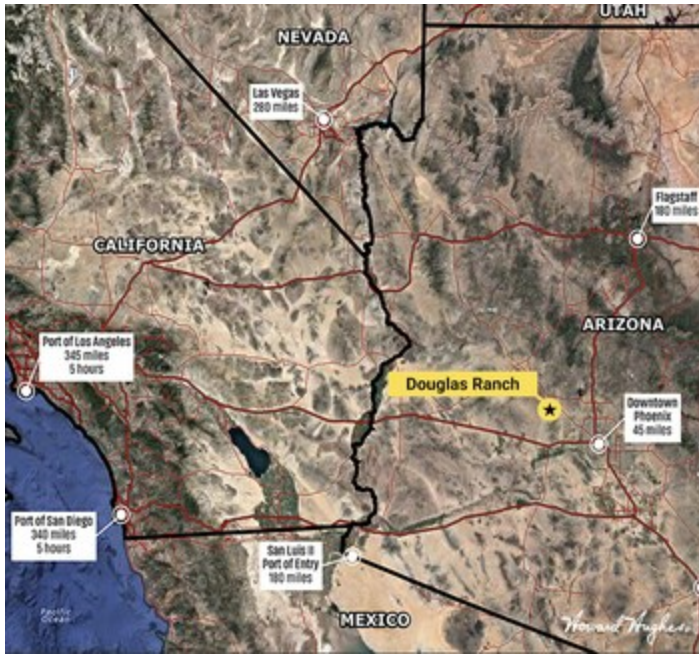 UTAH
NEVADA
Las Vegas
280 miles
Flagstaff
180 miles
CALIFORNIA
ARIZONA
Port of Los Angeles
345 miles
5 hours
Douglas Ranch
Downtown
Phoenix
45 miles
Port of San Diego
340 miles
5 hours
San Luis II
Port of Entry
180 miles
Pacific
Ocean
MEXICO
Howard Hughes.